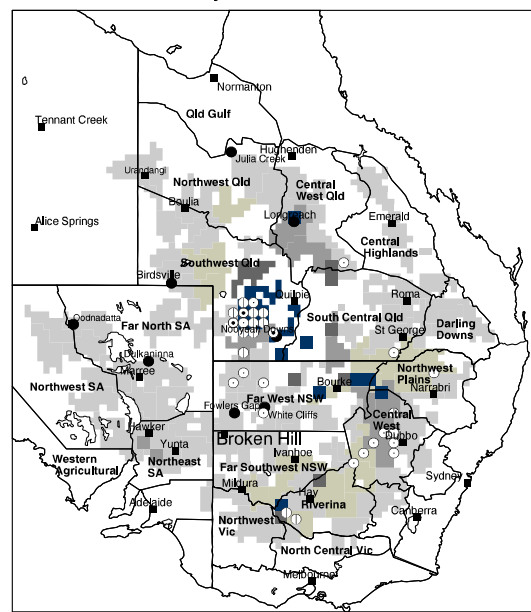 Normanton
Tennant Creek
Qld Gulf
Julia Creek
Hughenden
Urandangi
Northwest Qld
Central
West Qld
Boulia
Longreach
Emerald
Alice Springs
Central
Highlands
Southwest Qld
Birdsville
Quilpie
Roma
Oodnadatta
Far North SA
Nooyeah Downs
South Central Qld
St George
Darling
Downs
Dulkaninna
Marree
Northwest SA
Northwest
Plains
Bourke
Narrabri
Far West NSW
Fowlers Gap
White Cliffs
Central
West
Hawker
Broken Hill
Dubbo
Yunta
Ivanhoe
Western
Agricultural
Northeast
SA
Far Southwest NSW
Sydney
Mildura
Hay
Adelaide
Riverina
Canberra
Northwest
Vic
North Central Vic
Melbourne